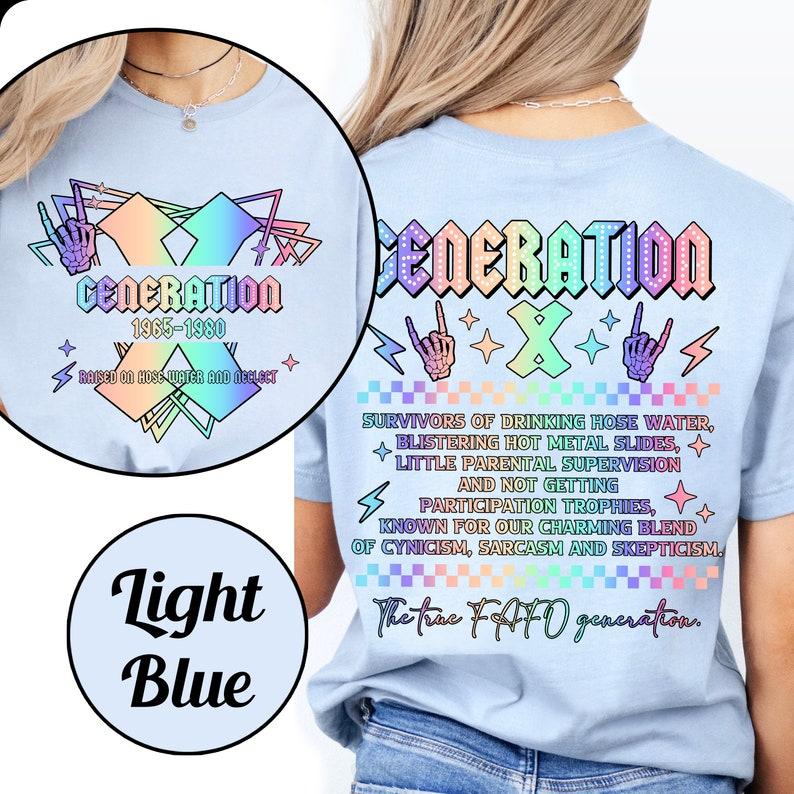 GENERATION
1965-1980
RAISED ON HOSE WATER AND NEGLECT
Light
Blue
GENERATION
X
SURVIVORS OF DRINKING HOSE WATER,
BLISTERING HOT METAL SLIDES,
LITTLE PARENTAL SUPERVISION
AND NOT GETTING
PARTICIPATION TROPHIES,
KNOWN FOR OUR CHARMING BLEND
OF CYNICISM, SARCASM AND SKEPTICISM.
The true FAFO generation.